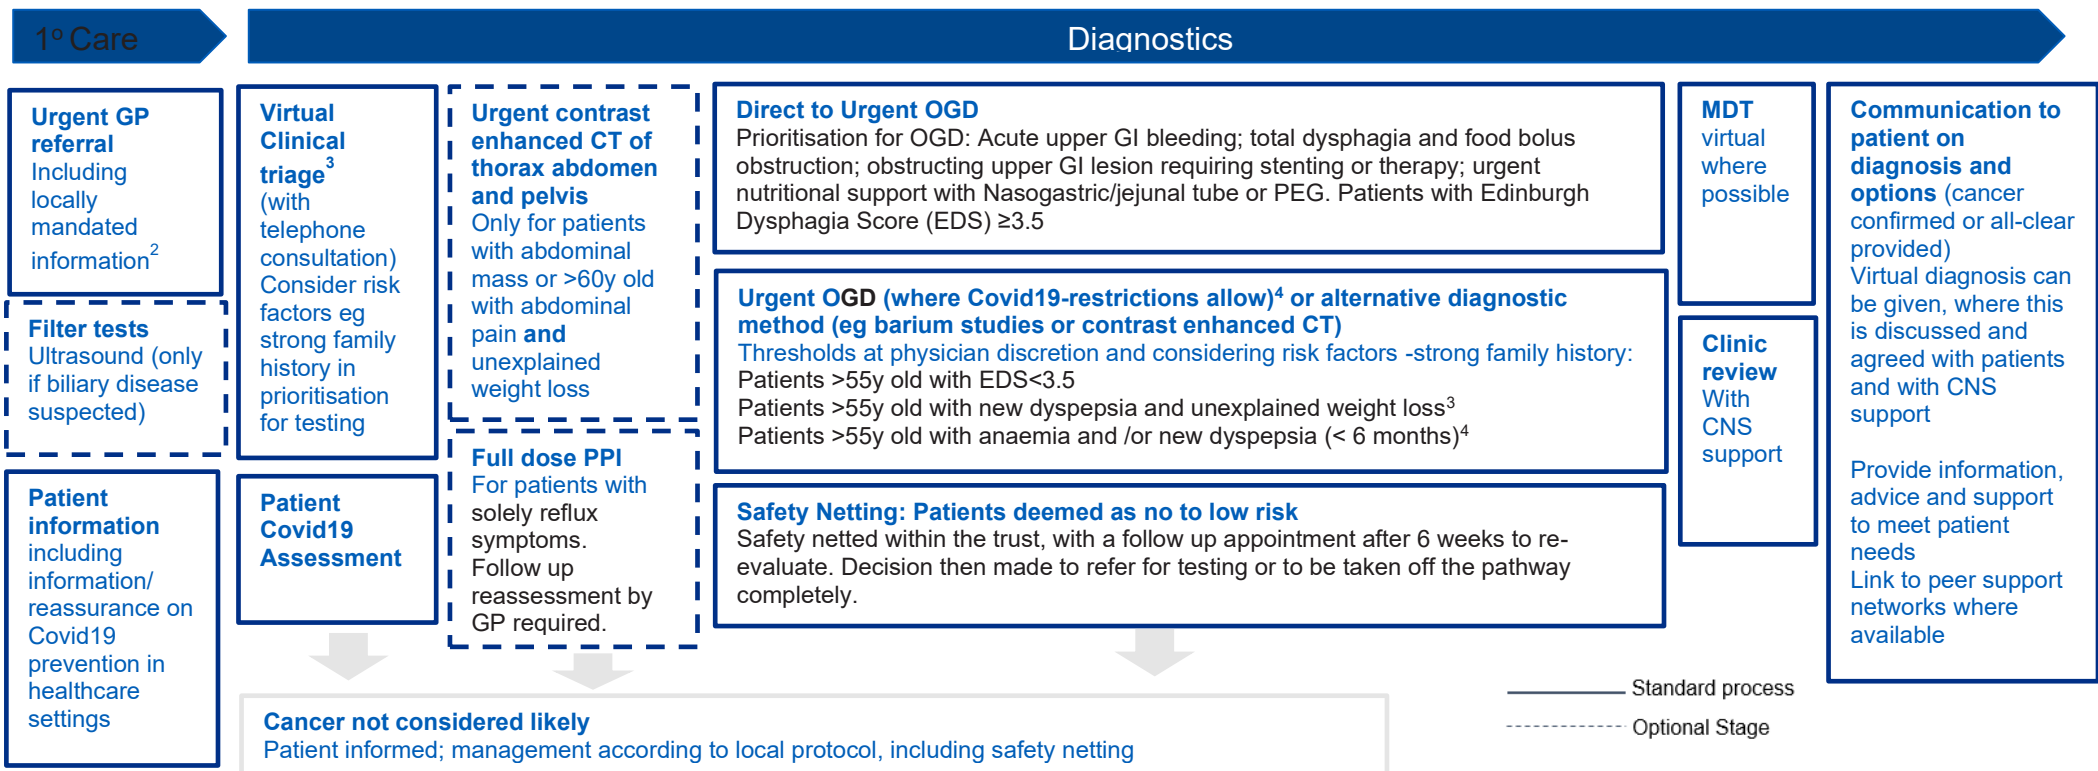 1º Care
Diagnostics
Urgent GP
referral
Including
locally
mandated
information2
Filter tests
Ultrasound (only
if biliary disease
suspected)
Patient
information
including
information/
reassurance on
Covid19
prevention in
healthcare
settings
Virtual
Clinical
triage3
(with
telephone
consultation)
Consider risk
factors eg
strong family
history in
prioritisation
for testing
Patient
Covid19
Assessment
Urgent contrast
enhanced CT of
thorax abdomen
and pelvis
Only for patients
with abdominal
mass or >60y old
with abdominal
pain and
unexplained
weight loss
Full dose PPI
For patients with
solely reflux
symptoms.
Follow up
reassessment by
GP required.
Direct to Urgent OGD
Prioritisation for OGD: Acute upper GI bleeding; total dysphagia and food bolus
obstruction; obstructing upper GI lesion requiring stenting or therapy; urgent
nutritional support with Nasogastric/jejunal tube or PEG. Patients with Edinburgh
Dysphagia Score (EDS) ≥3.5
Urgent OGD (where Covid19-restrictions allow)4 or alternative diagnostic
method (eg barium studies or contrast enhanced CT)
Thresholds at physician discretion and considering risk factors -strong family history:
Patients >55y old with EDS<3.5
Patients >55y old with new dyspepsia and unexplained weight loss3
Patients >55y old with anaemia and /or new dyspepsia (< 6 months)4
Safety Netting: Patients deemed as no to low risk
Safety netted within the trust, with a follow up appointment after 6 weeks to re-
evaluate. Decision then made to refer for testing or to be taken off the pathway
completely.
MDT
virtual
where
possible
Clinic
review
With
CNS
support
Communication to
patient on
diagnosis and
options (cancer
confirmed or all-clear
provided)
Virtual diagnosis can
be given, where this
is discussed and
agreed with patients
and with CNS
support
Provide information,
advice and support
to meet patient
needs
Link to peer support
networks where
available
Cancer not considered likely
Patient informed; management according to local protocol, including safety netting
Standard process
Optional Stage